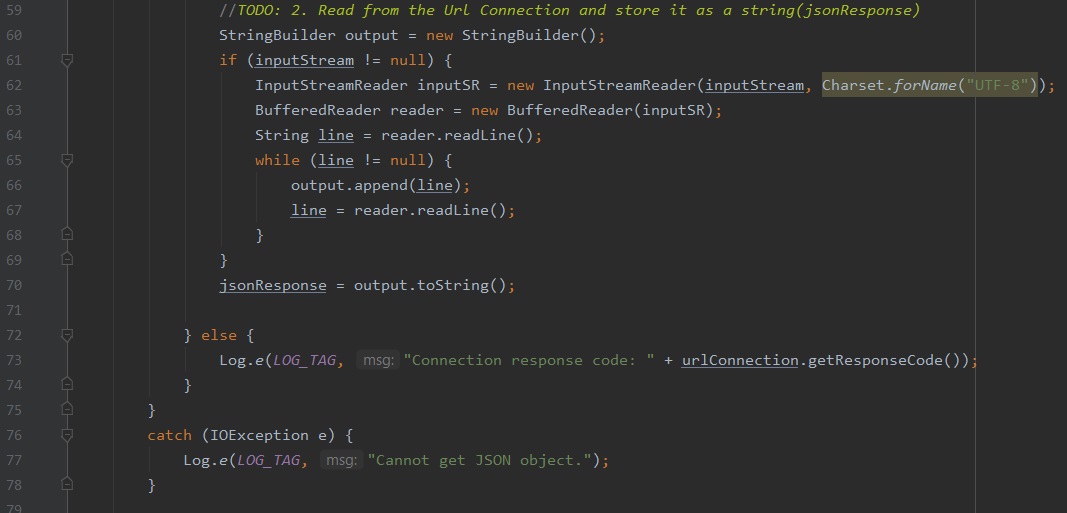 59 //TODO: 2. Read from the Url Connection and store it as a string(jsonResponse)
60 StringBuilder output = new StringBuilder();
61 if (inputStream != null) {
62 InputStreamReader inputSR = new InputStreamReader(inputStream, Charset.forName("UTF-8"));
63 BufferedReader reader = new BufferedReader(inputSR);
64 String line = reader.readLine();
65 while (line != null) {
66 output.append(line);
67 line = reader.readLine();
68 }
69 }
70 jsonResponse = output.toString();
71
72 } else {
73 Log.e(LOG_TAG, msg: "Connection response code: " + urlConnection.getResponseCode());
74 }
75 }
76 catch (IOException e) {
77 Log.e(LOG_TAG, msg: "Cannot get JSON object.");
78 }
79